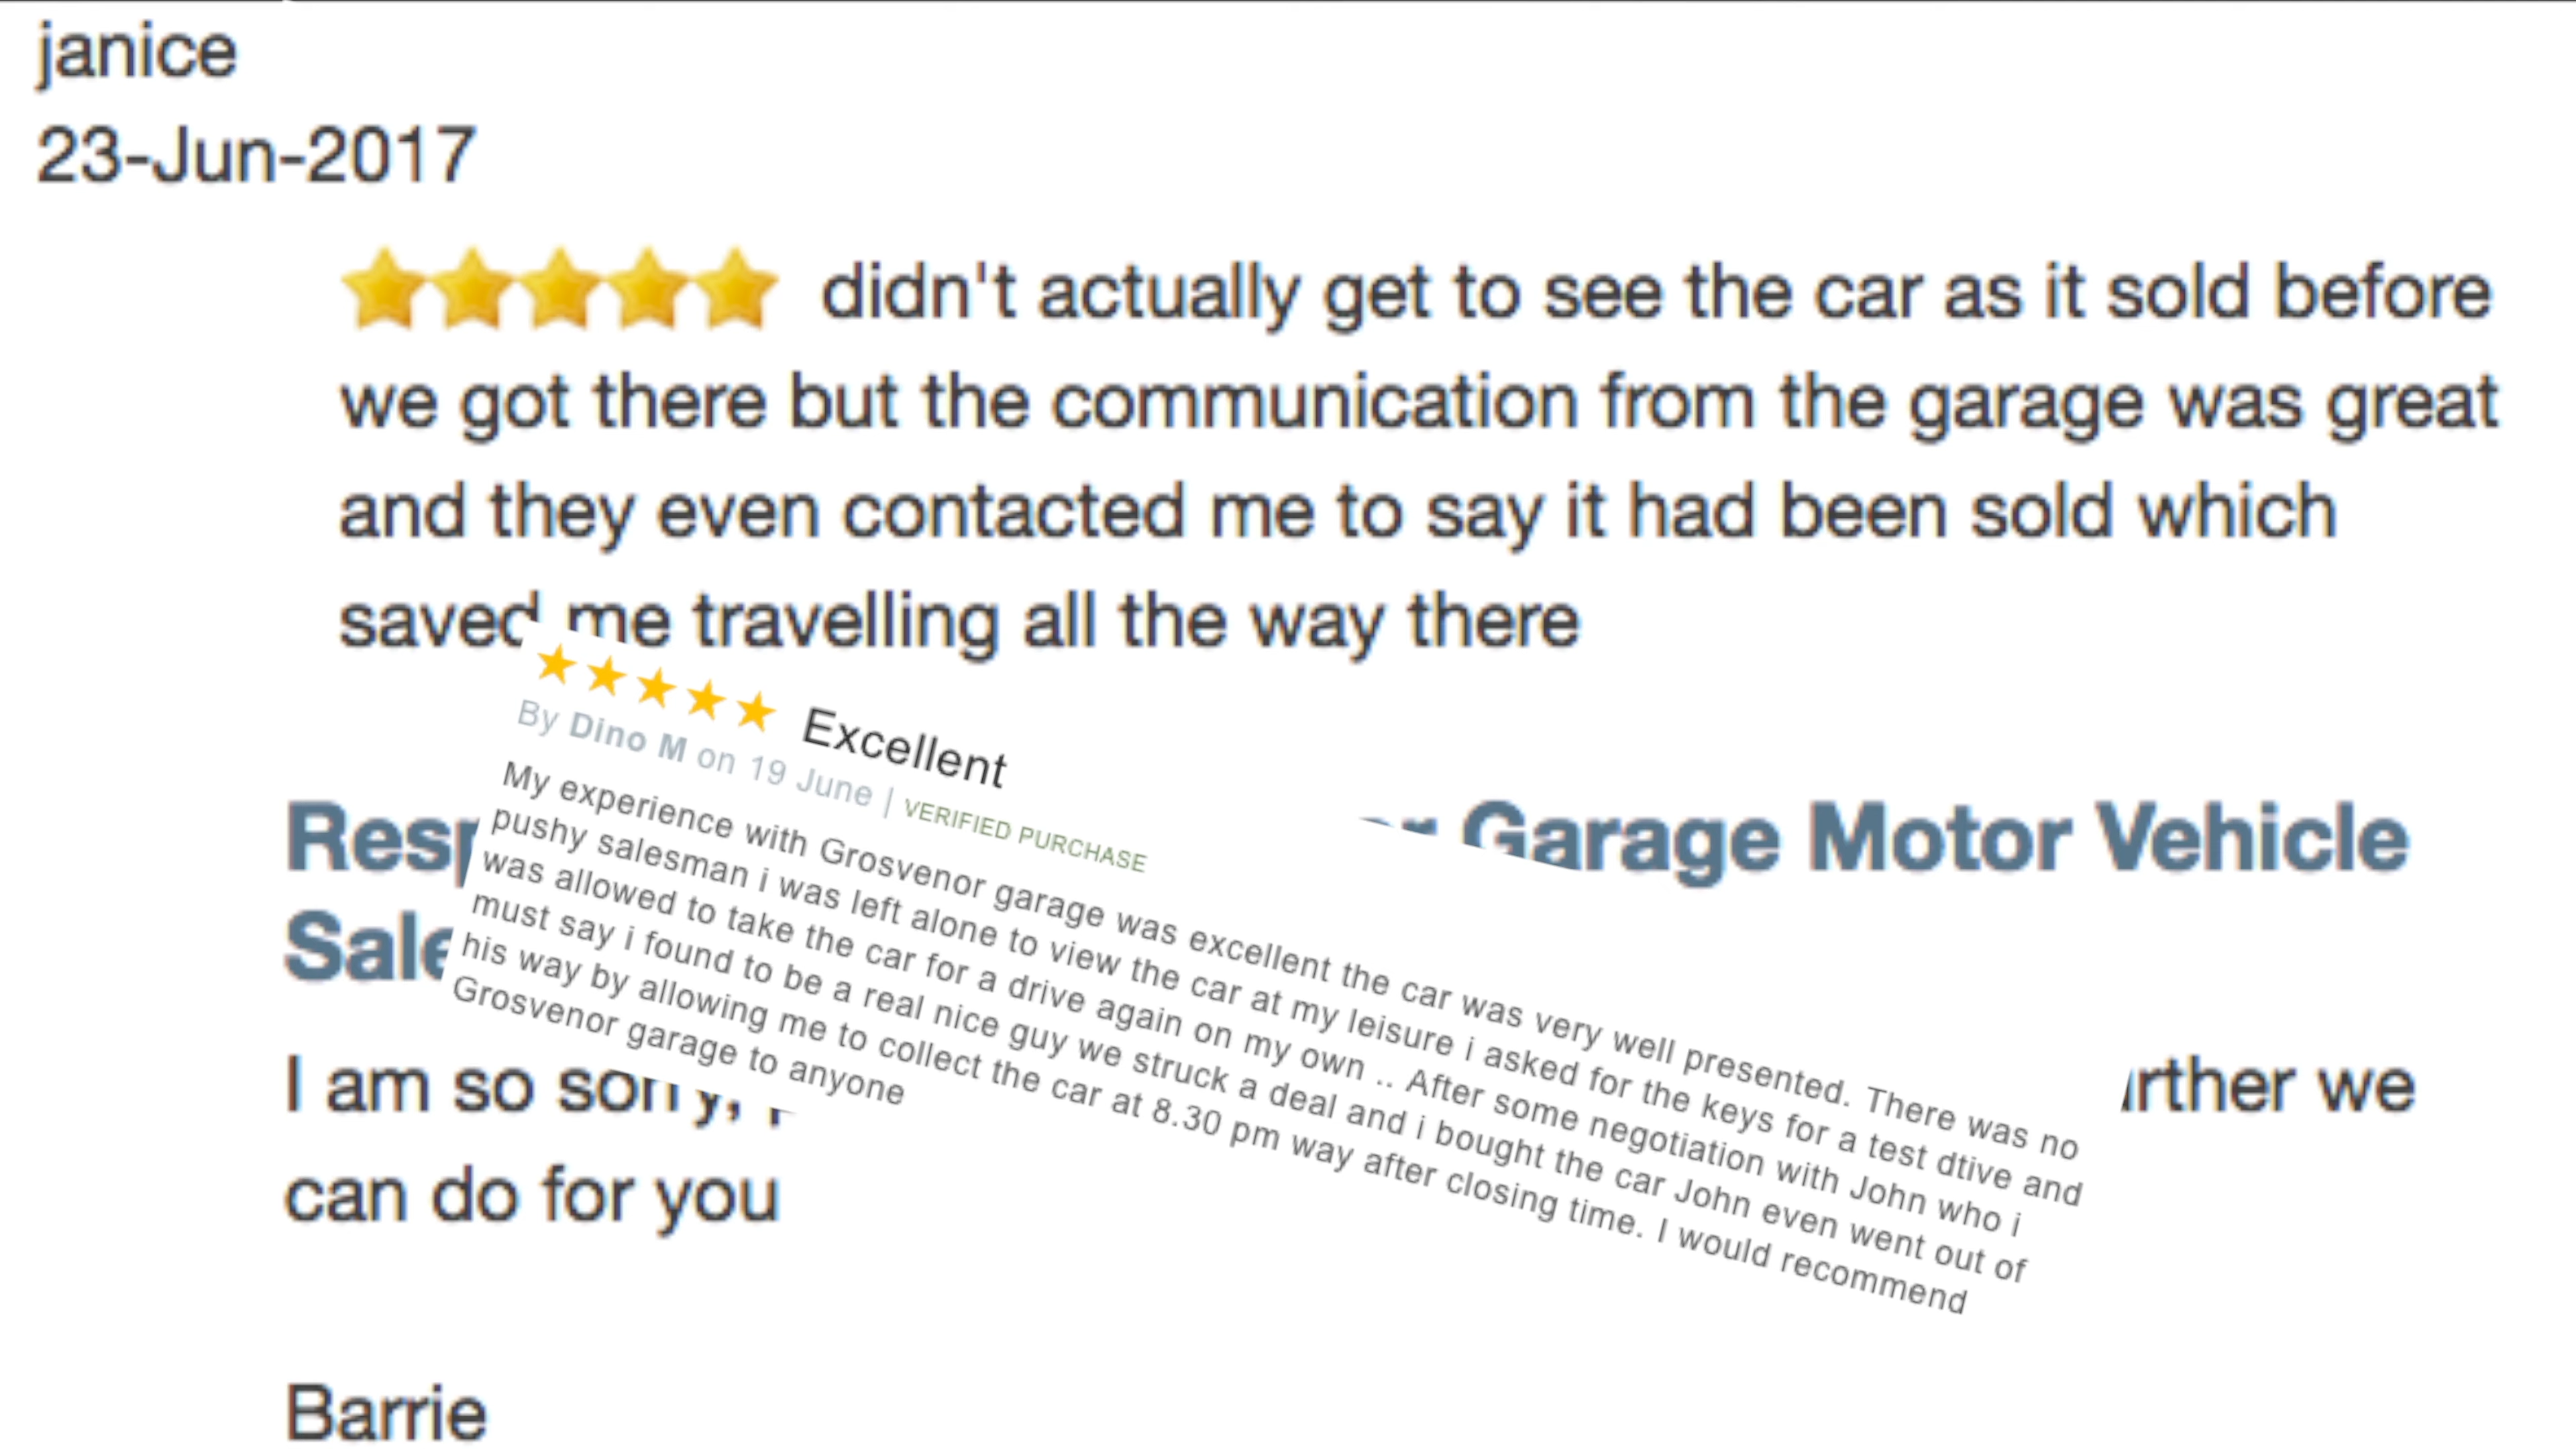 janice
23-Jun-2017
didn't actually get to see the car as it sold before
we got there but the communication from the garage was great
and they even contacted me to say it had been sold which
saved me travelling all the way there
Excellent
By Dino M on 19 June | VERIFIED PURCHASE
My experience with Grosvenor garage was excellent the car was very well presented. There was no
pushy salesman i was left alone to view the car at my leisure i asked for the keys for a test dtive and
was allowed to take the car for a drive again on my own .. After some negotiation with John who i
must say i found to be a real nice guy we struck a deal and i bought the car John even went out of
his way by allowing me to collect the car at 8.30 pm way after closing time. I would recommend
Grosvenor garage to anyone
Garage Motor Vehicle
I am so sorry, we
can do for you
Barrie